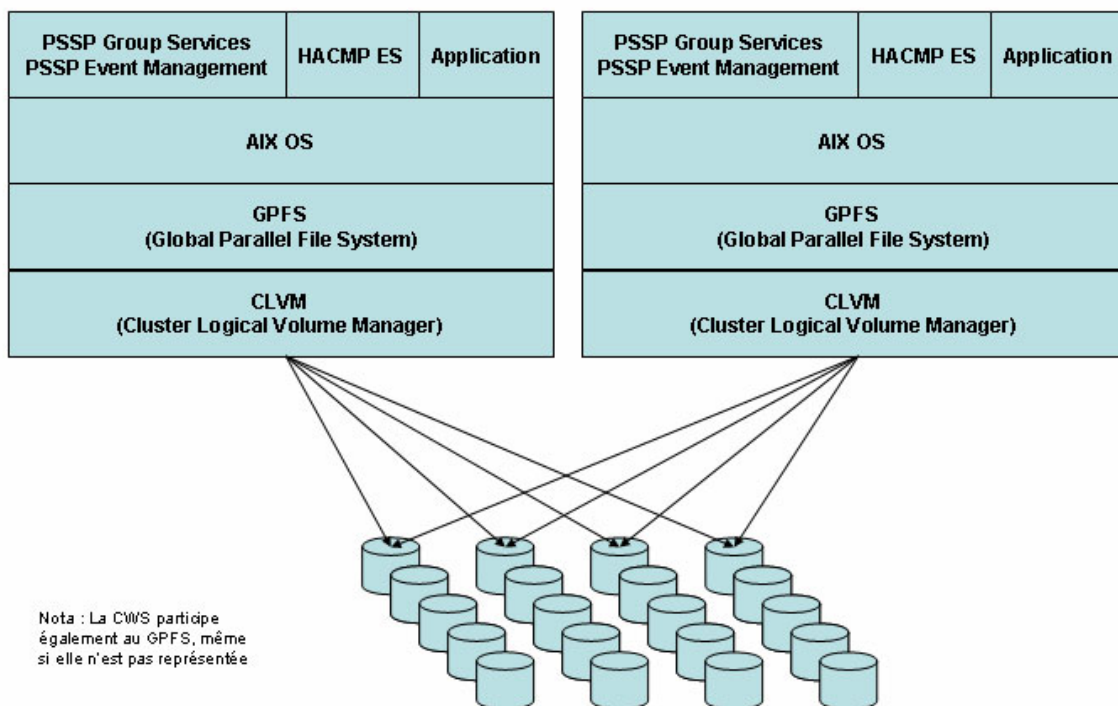 PSSP Group Services
PSSP Event Management
HACMP ES
Application
AIX OS
GPFS
(Global Parallel File System)
CLVM
(Cluster Logical Volume Manager)
PSSP Group Services
PSSP Event Management
HACMP ES
Application
AIX OS
GPFS
(Global Parallel File System)
CLVM
(Cluster Logical Volume Manager)
Nota : La CWS participe
également au GPFS, même
si elle n'est pas représentée